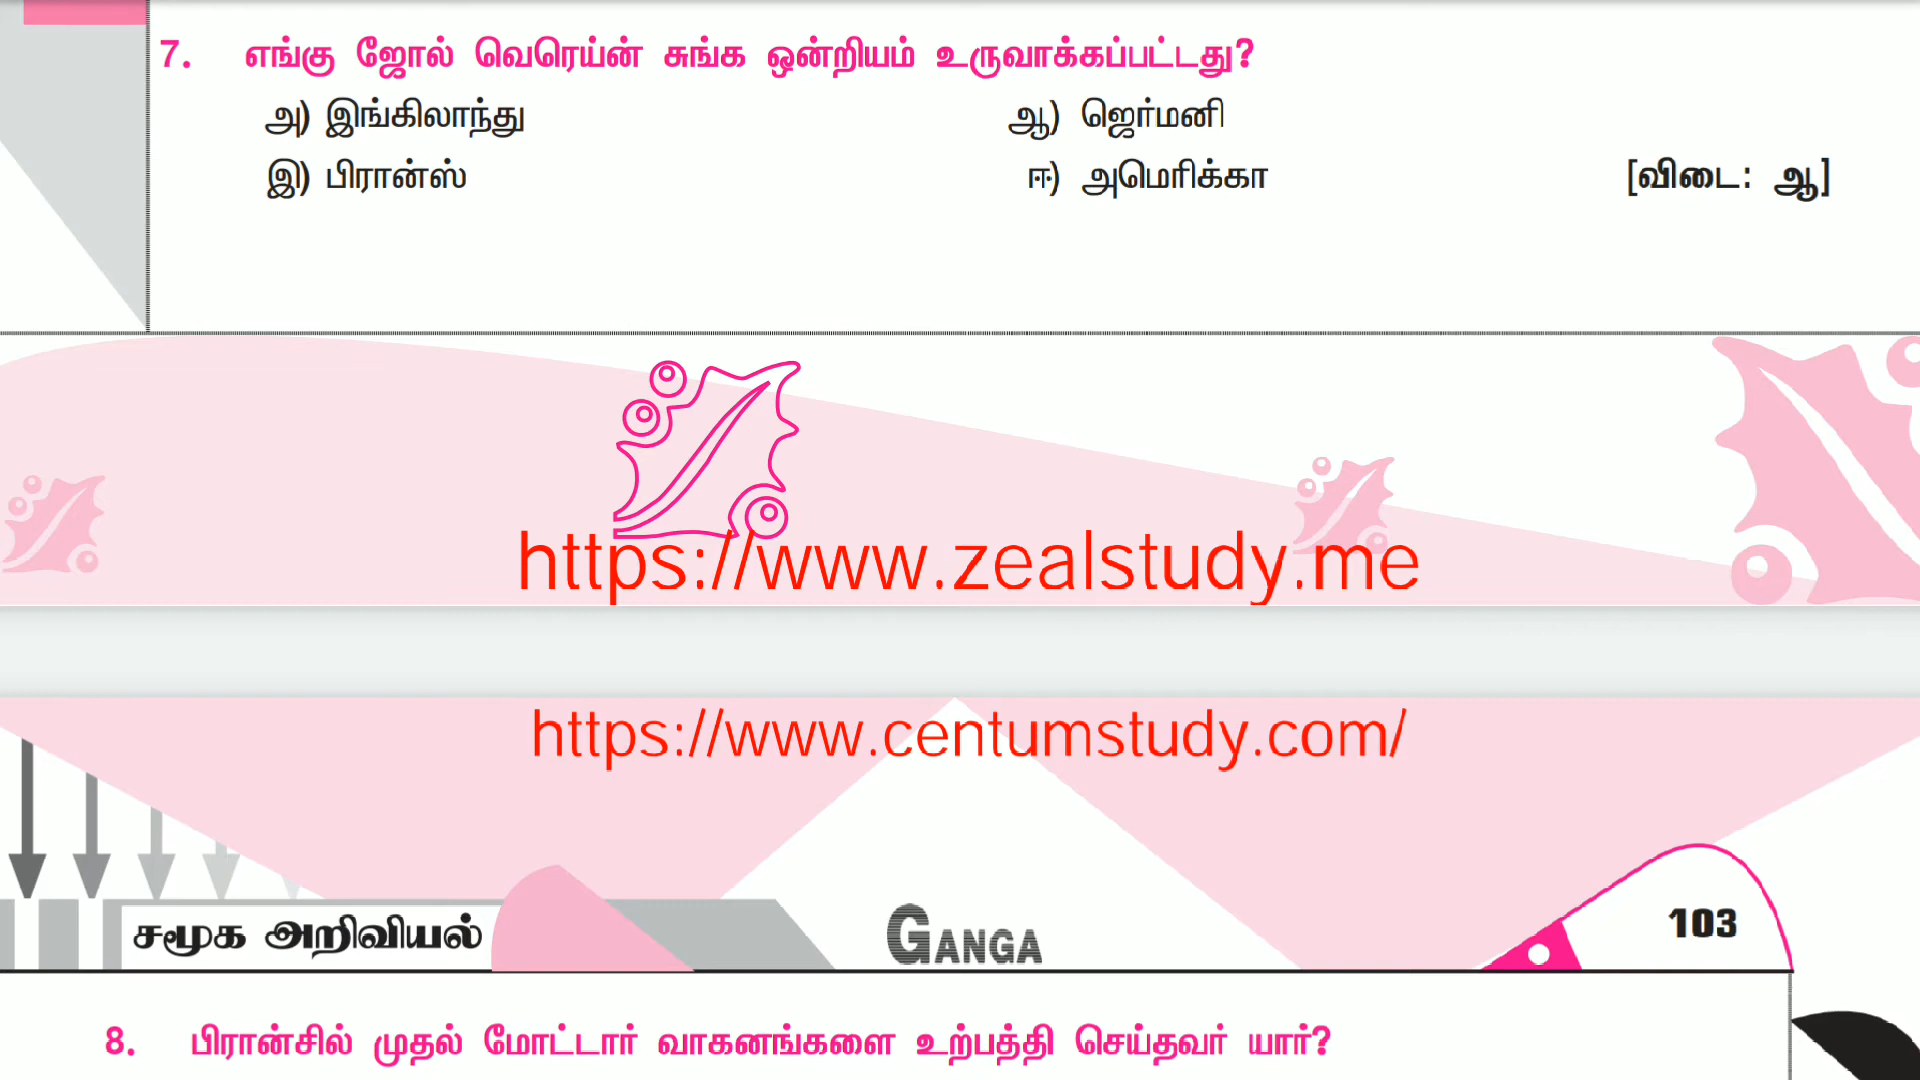 7. எங்கு ஜோல் வெரெய்ன் சுங்க ஒன்றியம் உருவாக்கப்பட்டது?
அ) இங்கிலாந்து ஆ) ஜெர்மனி
இ) பிரான்ஸ் ஈ) அமெரிக்கா [விடை: ஆ]
https://www.zealstudy.me
https://www.centumstudy.com/
சமூக அறிவியல் GANGA 103
8. பிரான்சில் முதல் மோட்டார் வாகனங்களை உற்பத்தி செய்தவர் யார்?